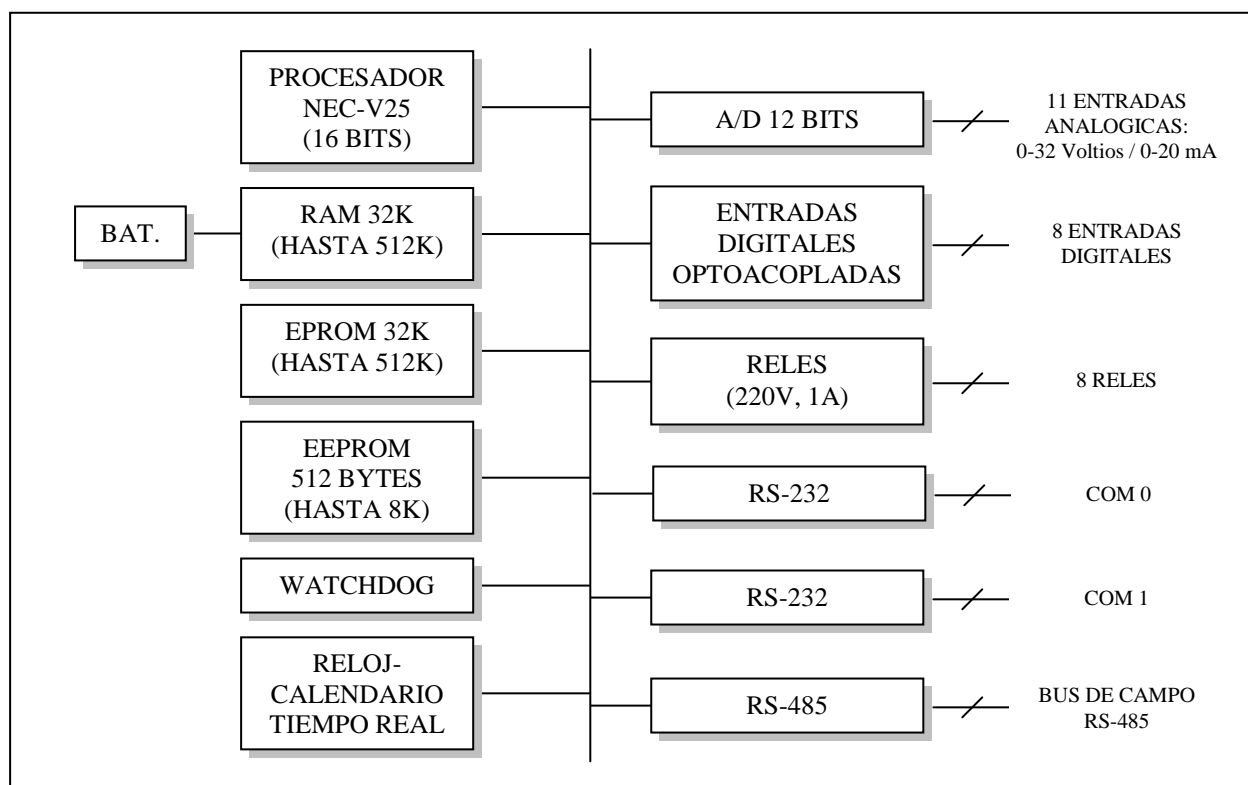 PROCESADOR
NEC-V25
(16 BITS)
BAT.
RAM 32K
(HASTA 512K)
EPROM 32K
(HASTA 512K)
EEPROM
512 BYTES
(HASTA 8K)
WATCHDOG
RELOJ-
CALENDARIO
TIEMPO REAL
A/D 12 BITS
11 ENTRADAS
ANALOGICAS:
0-32 Voltios / 0-20 mA
ENTRADAS
DIGITALES
OPTOACOPLADAS
8 ENTRADAS
DIGITALES
RELES
(220V, 1A)
8 RELES
RS-232
COM 0
RS-232
COM 1
RS-485
BUS DE CAMPO
RS-485